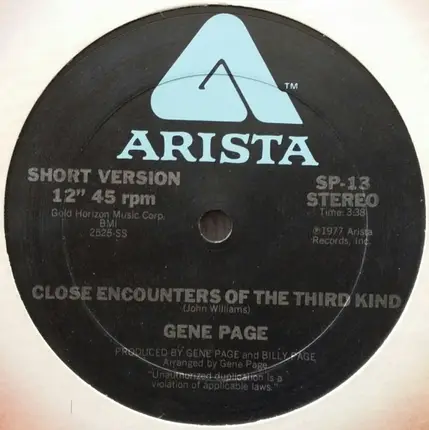 TM
ARISTA
SHORT VERSION
12" 45 rpm
Gold Horizon Music Corp.
BMI
2525-SS
SP-13
STEREO
Time: 3:38
Ⓟ1977 Arista
Records, Inc.
CLOSE ENCOUNTERS OF THE THIRD KIND
(John Williams)
GENE PAGE
PRODUCED BY GENE PAGE and BILLY PAGE
Arranged by Gene Page
"Unauthorized duplication is a
violation of applicable laws."